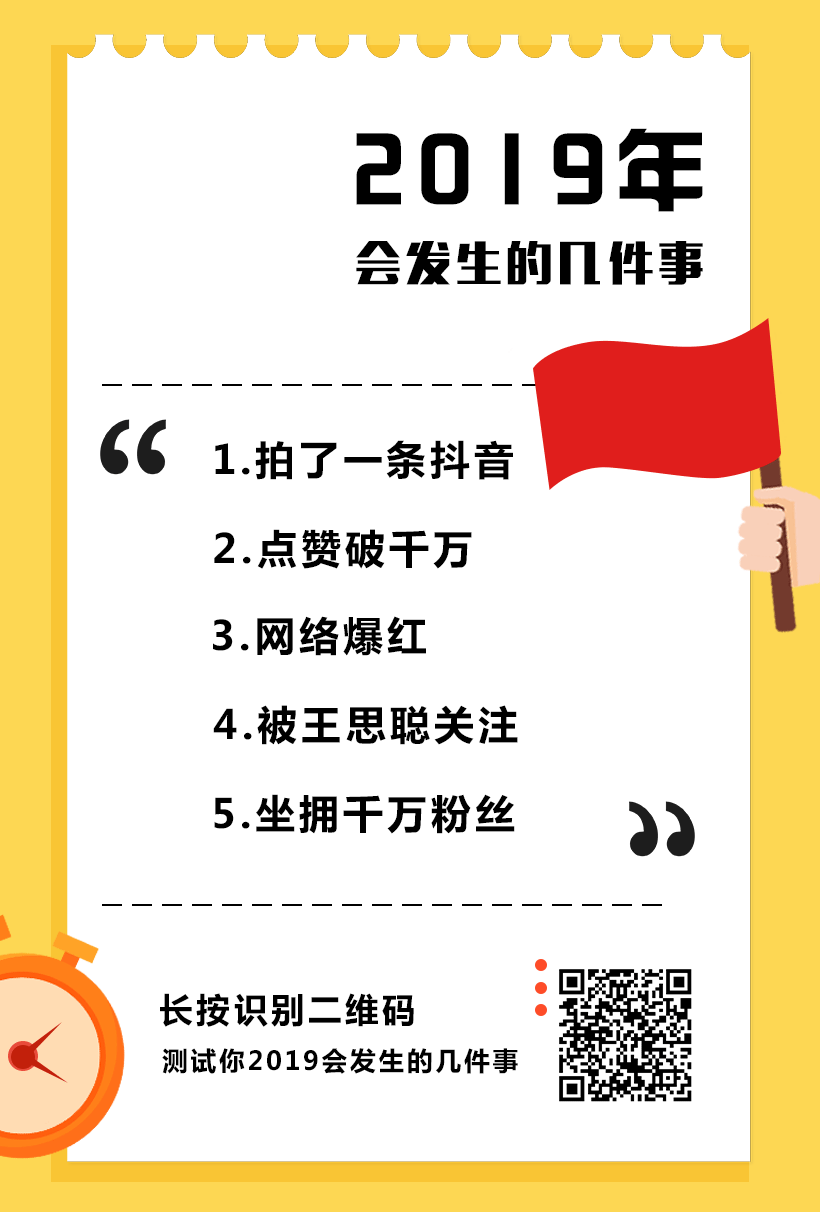 2019年
会发生的几件事
“
1.拍了一条抖音
2.点赞破千万
3.网络爆红
4.被王思聪关注
5.坐拥千万粉丝
”
长按识别二维码
测试你2019会发生的几件事